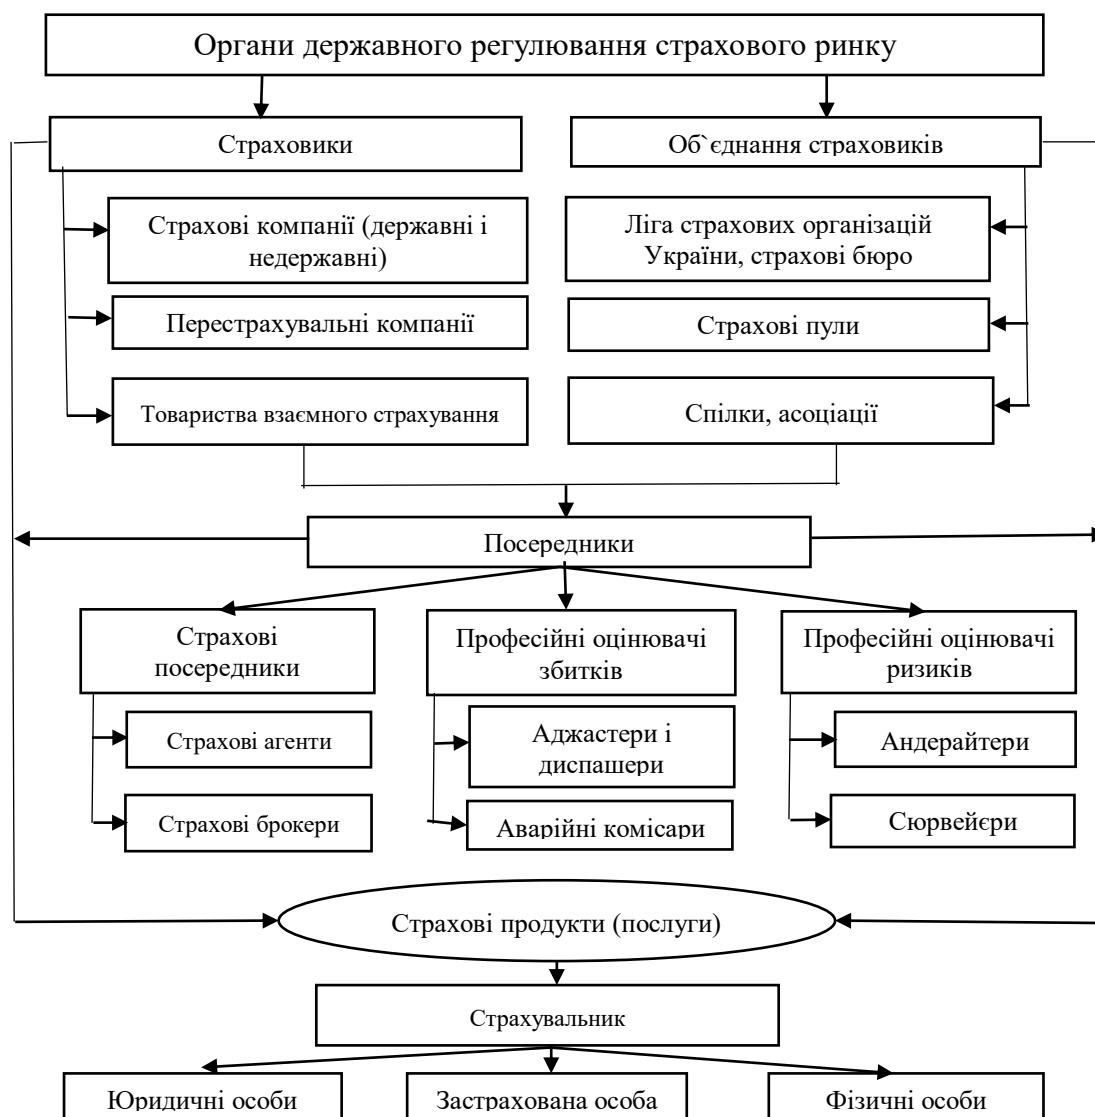 Органи державного регулювання страхового ринку
Страховики
Об`єднання страховиків
Страхові компанії (державні і
недержавні)
Ліга страхових організацій
України, страхові бюро
Перестрахувальні компанії
Страхові пули
Товариства взаємного страхування
Спілки, асоціації
Посередники
Страхові
посередники
Професійні оцінювачі
збитків
Професійні оцінювачі
ризиків
Страхові агенти
Аджастери і
диспашери
Андерайтери
Страхові брокери
Аварійні комісари
Сюрвейєри
Страхові продукти (послуги)
Страхувальник
Юридичні особи
Застрахована особа
Фізичні особи